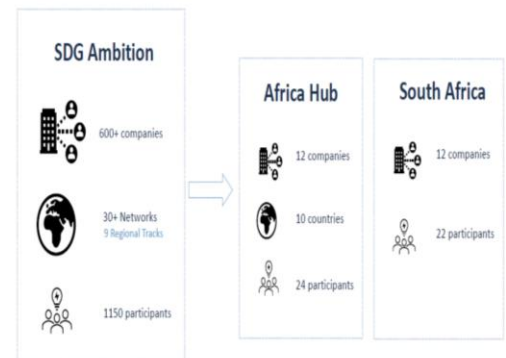 SDG Ambition
600+ companies
30+ Networks
9 Regional Tracks
1150 participants
Africa Hub
12 companies
10 countries
24 participants
South Africa
12 companies
22 participants